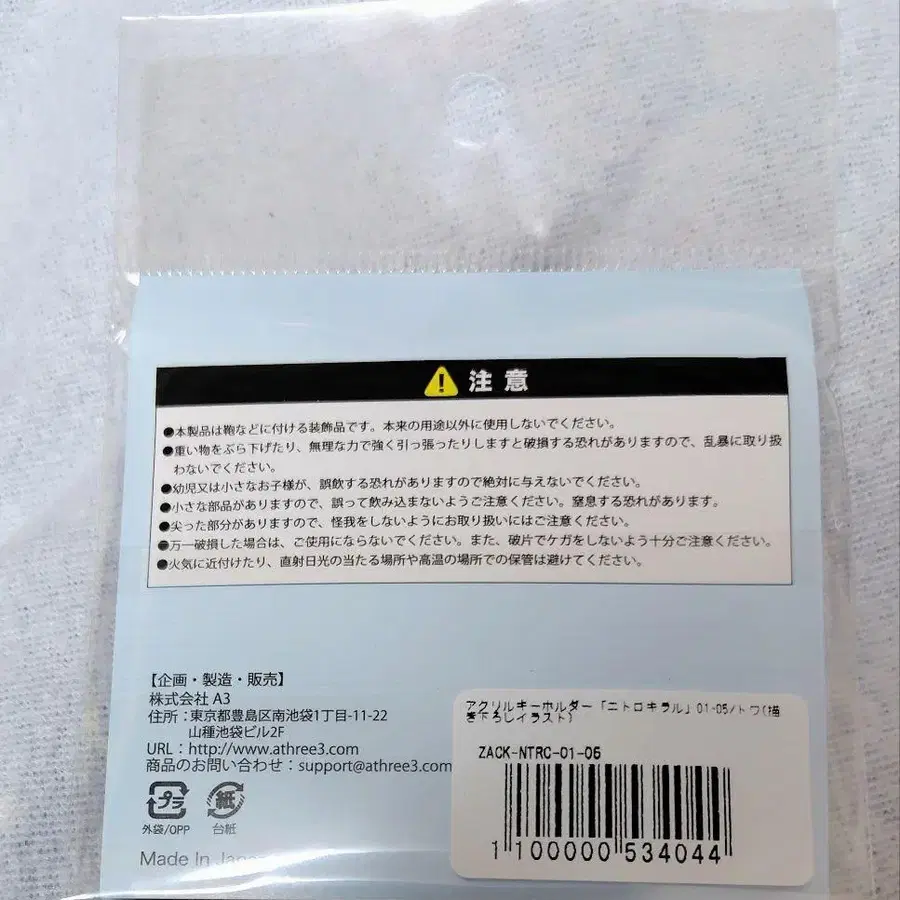 注意
●本製品は鞄などに付ける装飾品です。本来の用途以外に使用しないでください。
●重い物をぶら下げたり、無理な力で強く引っ張ったりしますと破損する恐れがありますので、乱暴に取り扱
わないでください。
●幼児又は小さなお子様が、誤飲する恐れがありますので絶対に与えないでください。
●小さな部品がありますので、誤って飲み込まないようご注意ください。窒息する恐れがあります。
●尖った部分がありますので、怪我をしないようにお取り扱いにはご注意ください。
●万一破損した場合は、ご使用にならないでください。また、破片でケガをしないよう十分ご注意ください。
●火気に近付けたり、直射日光の当たる場所や高温の場所での保管は避けてください。
【企画・製造・販売】
株式会社 A3
住所：東京都豊島区南池袋1丁目-11-22
山種池袋ビル2F
URL：http://www.athree3.com
商品のお問い合わせ：support@athree3.com
プラ
紙
外袋/OPP
台紙
Made In Japan
アクリルキーホルダー「ニトロキラル」01-05/トワ(描
き下ろしイラスト)
ZACK-NTRC-01-05
1 100000 534044